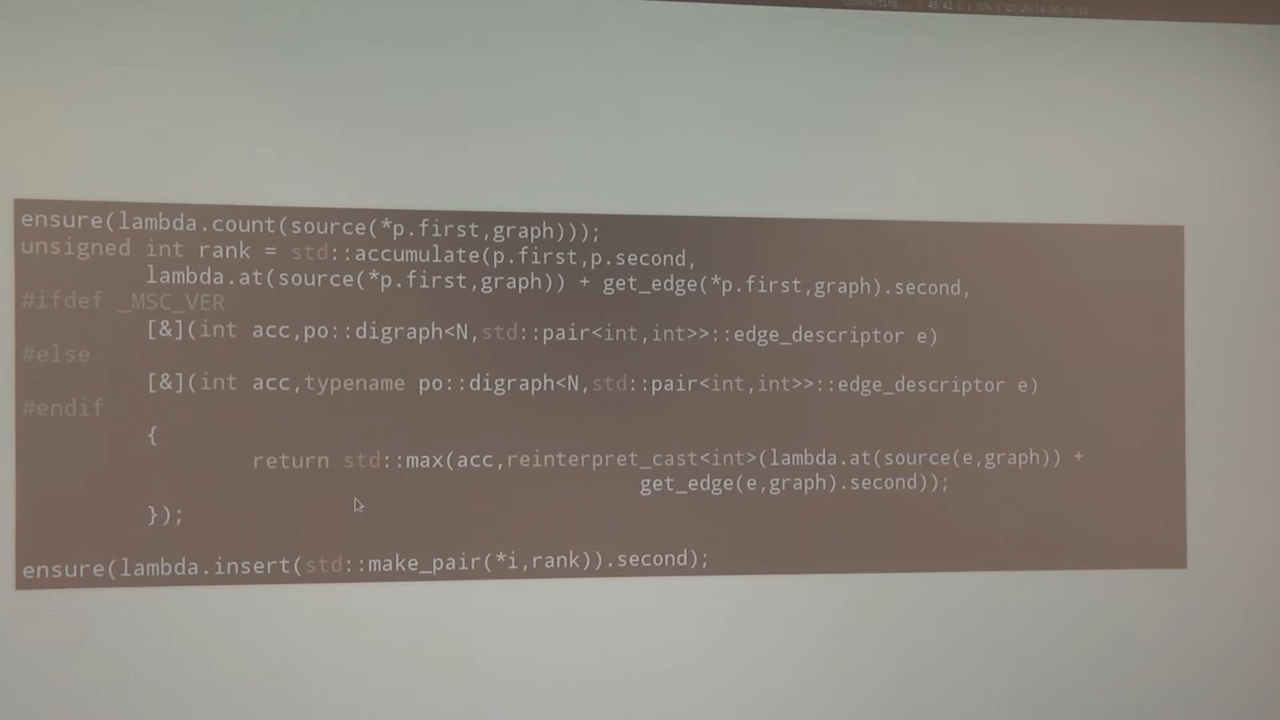 ensure(lambda.count(source(*p.first,graph)));
unsigned int rank = std::accumulate(p.first,p.second,
lambda.at(source(*p.first,graph)) + get_edge(*p.first,graph).second,
#ifdef _MSC_VER
[&](int acc,po::digraph<N,std::pair<int,int>>::edge_descriptor e)
#else
[&](int acc,typename po::digraph<N,std::pair<int,int>>::edge_descriptor e)
#endif
{
return std::max(acc,reinterpret_cast<int>(lambda.at(source(e,graph)) +
get_edge(e,graph).second));
});
ensure(lambda.insert(std::make_pair(*i,rank)).second);